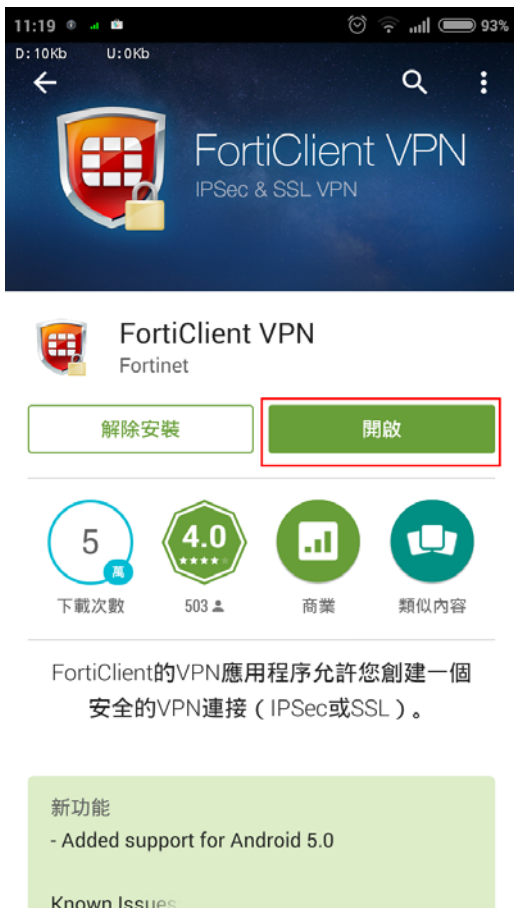 11:19 93%
D:10Kb U:0Kb
FortiClient VPN
IPSec & SSL VPN
FortiClient VPN
Fortinet
解除安裝 開啟
5 萬 4.0
下載次數 503 商業 類似內容
FortiClient的VPN應用程序允許您創建一個
安全的VPN連接（IPSec或SSL）。
新功能
- Added support for Android 5.0
Known Issues